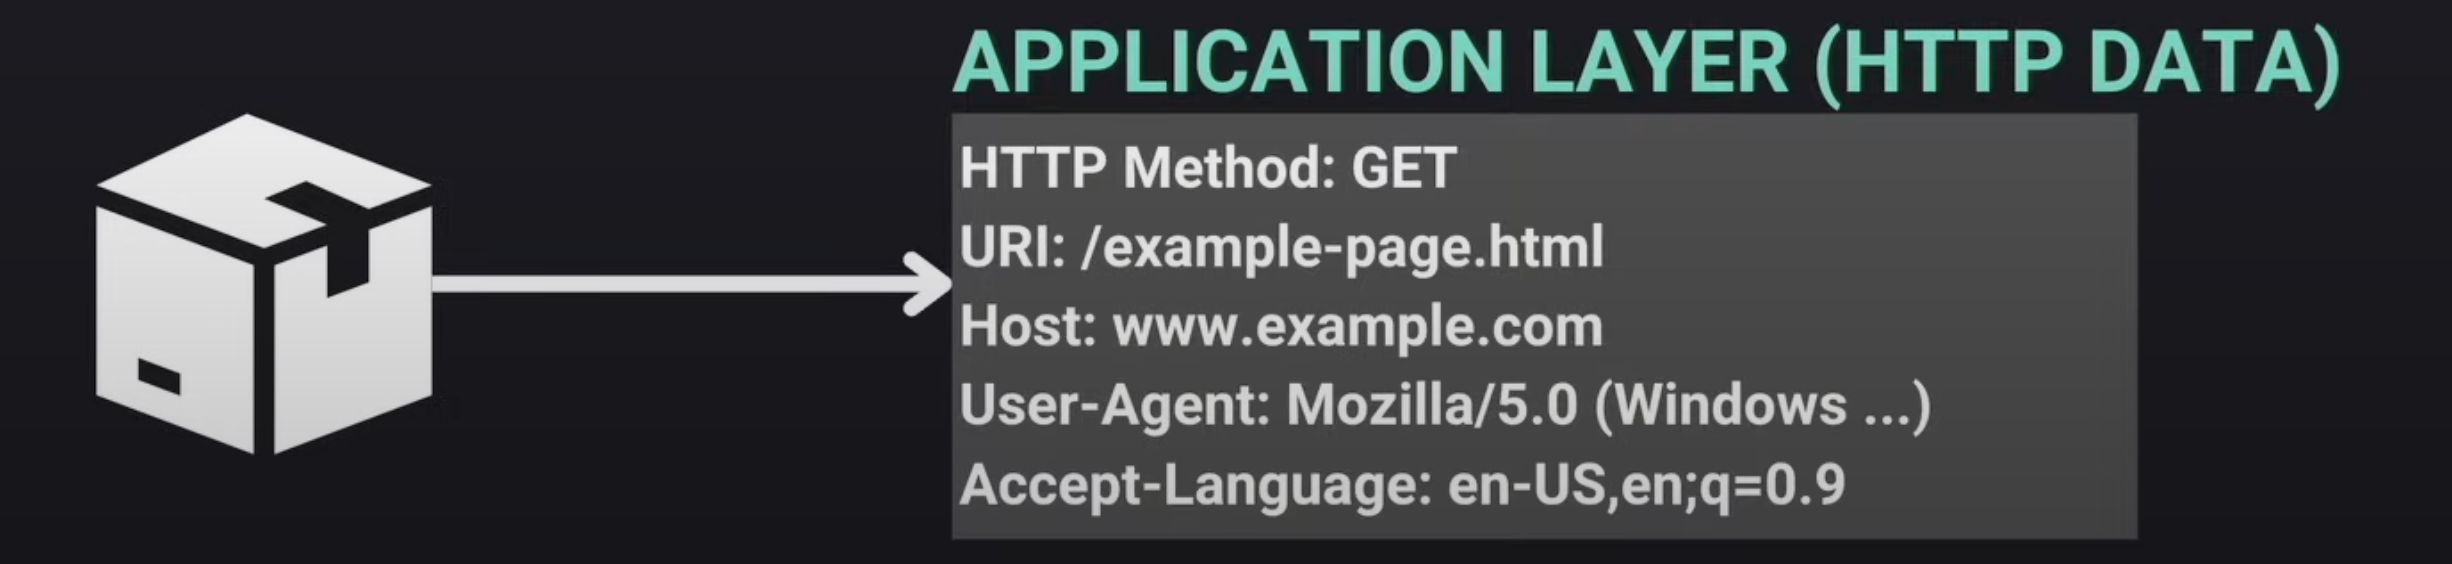 APPLICATION LAYER (HTTP DATA)
HTTP Method: GET
URI: /example-page.html
Host: www.example.com
User-Agent: Mozilla/5.0 (Windows ...)
Accept-Language: en-US,en;q=0.9